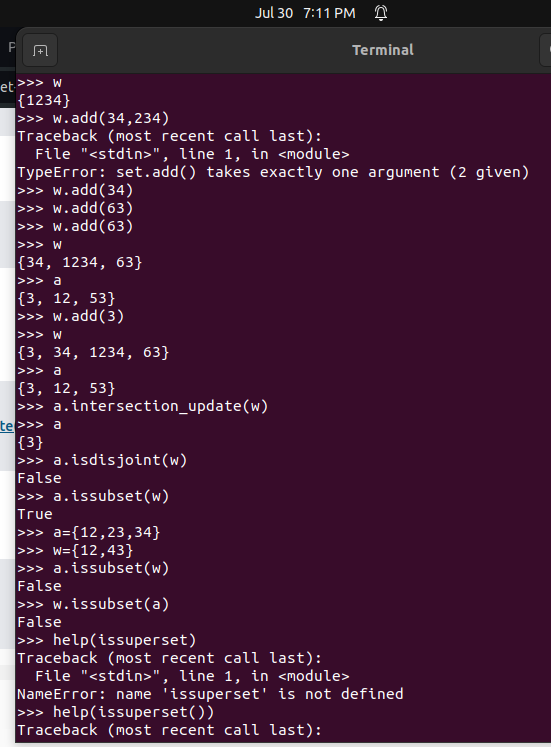 Jul 30 7:11 PM
Terminal
>>> w
{1234}
>>> w.add(34,234)
Traceback (most recent call last):
  File "<stdin>", line 1, in <module>
TypeError: set.add() takes exactly one argument (2 given)
>>> w.add(34)
>>> w.add(63)
>>> w.add(63)
>>> w
{34, 1234, 63}
>>> a
{3, 12, 53}
>>> w.add(3)
>>> w
{3, 34, 1234, 63}
>>> a
{3, 12, 53}
>>> a.intersection_update(w)
>>> a
{3}
>>> a.isdisjoint(w)
False
>>> a.issubset(w)
True
>>> a={12,23,34}
>>> w={12,43}
>>> a.issubset(w)
False
>>> w.issubset(a)
False
>>> help(issuperset)
Traceback (most recent call last):
  File "<stdin>", line 1, in <module>
NameError: name 'issuperset' is not defined
>>> help(issuperset())
Traceback (most recent call last):